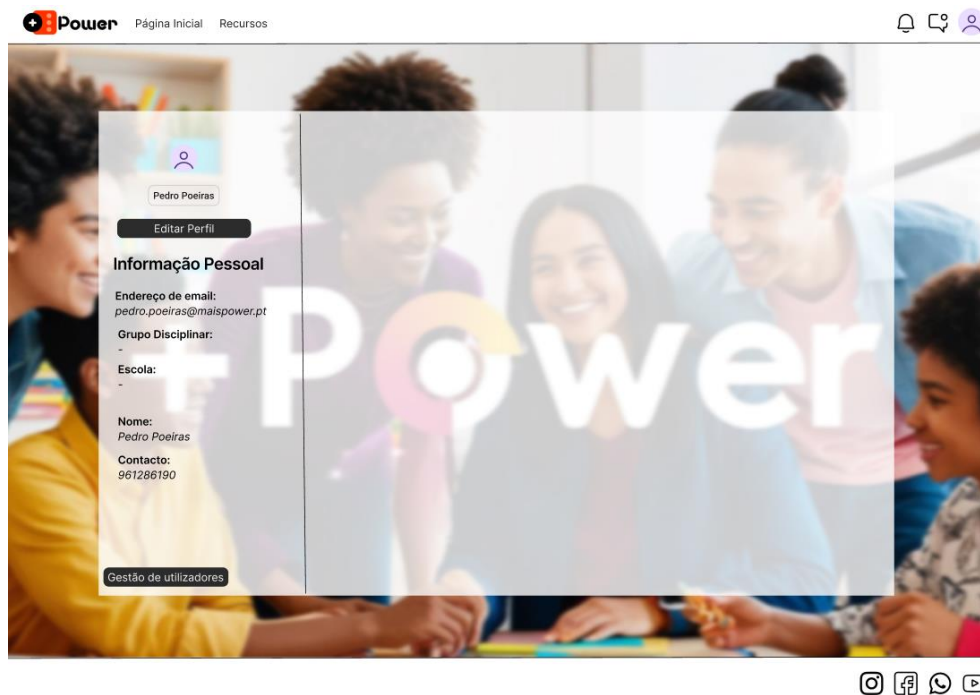 + Power Página Inicial Recursos
Pedro Poeiras
Editar Perfil
Informação Pessoal
Endereço de email:
pedro.poeiras@maispower.pt
Grupo Disciplinar:
-
Escola:
-
Nome:
Pedro Poeiras
Contacto:
961286190
+Power
Gestão de utilizadores